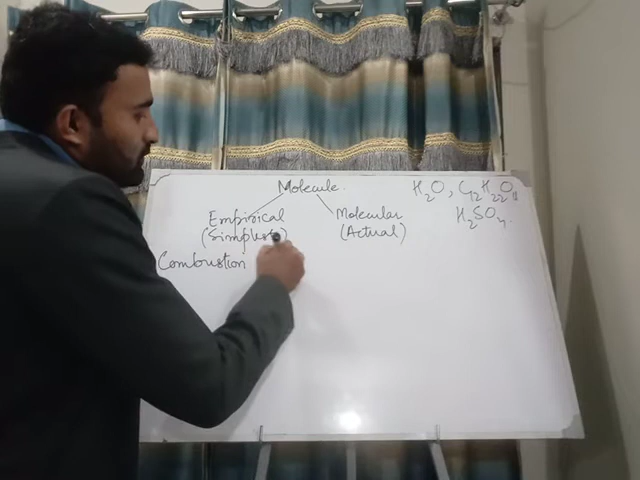 Molecule.
H2O, C12H22O11
H2SO4.
Empirical
(Simplest)
Molecular
(Actual)
Combustion